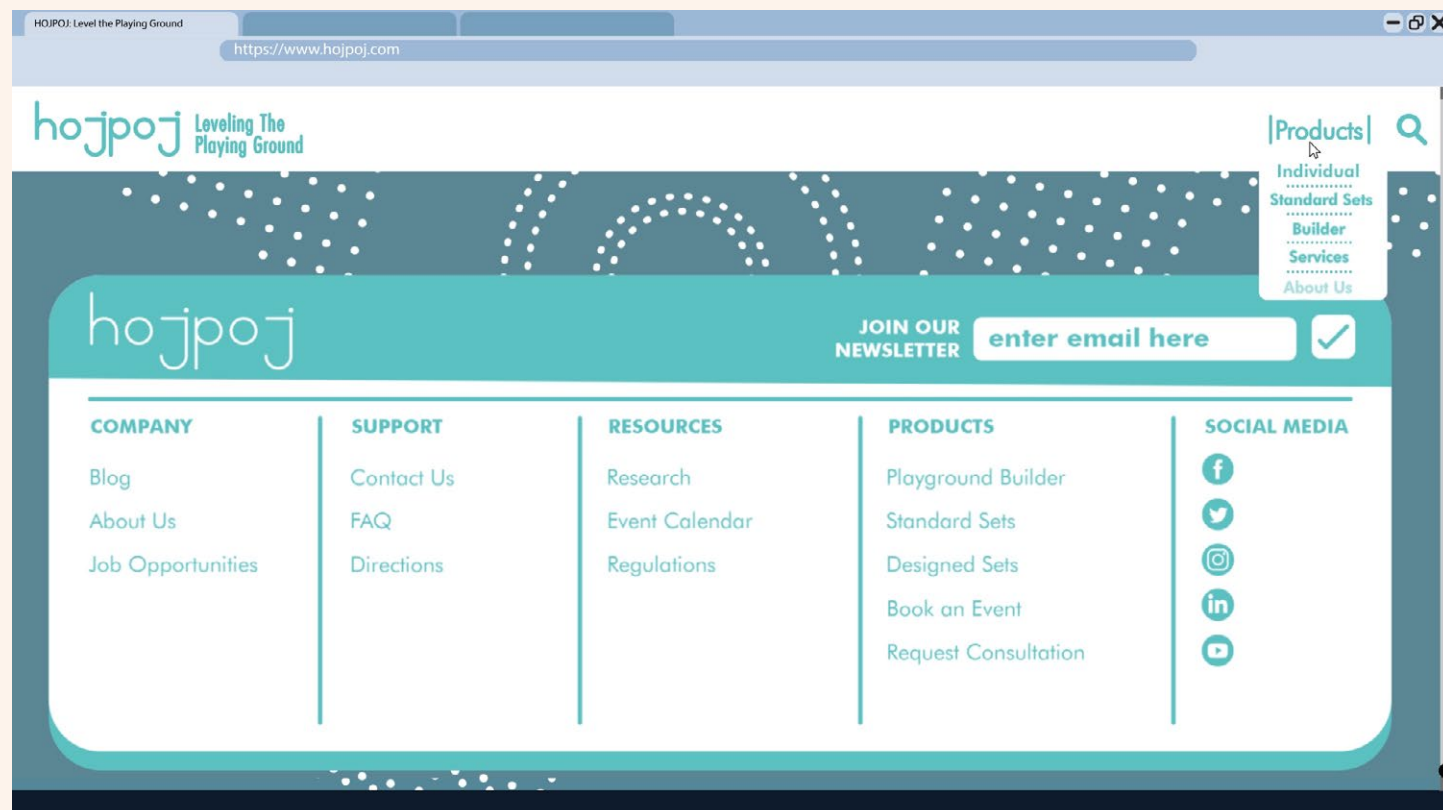 HOJPOJ: Level the Playing Ground
https://www.hojpoj.com
hojpoj
Leveling The
Playing Ground
|Products|
Individual
Standard Sets
Builder
Services
About Us
hojpoj
JOIN OUR
NEWSLETTER
enter email here
COMPANY
Blog
About Us
Job Opportunities
SUPPORT
Contact Us
FAQ
Directions
RESOURCES
Research
Event Calendar
Regulations
PRODUCTS
Playground Builder
Standard Sets
Designed Sets
Book an Event
Request Consultation
SOCIAL MEDIA